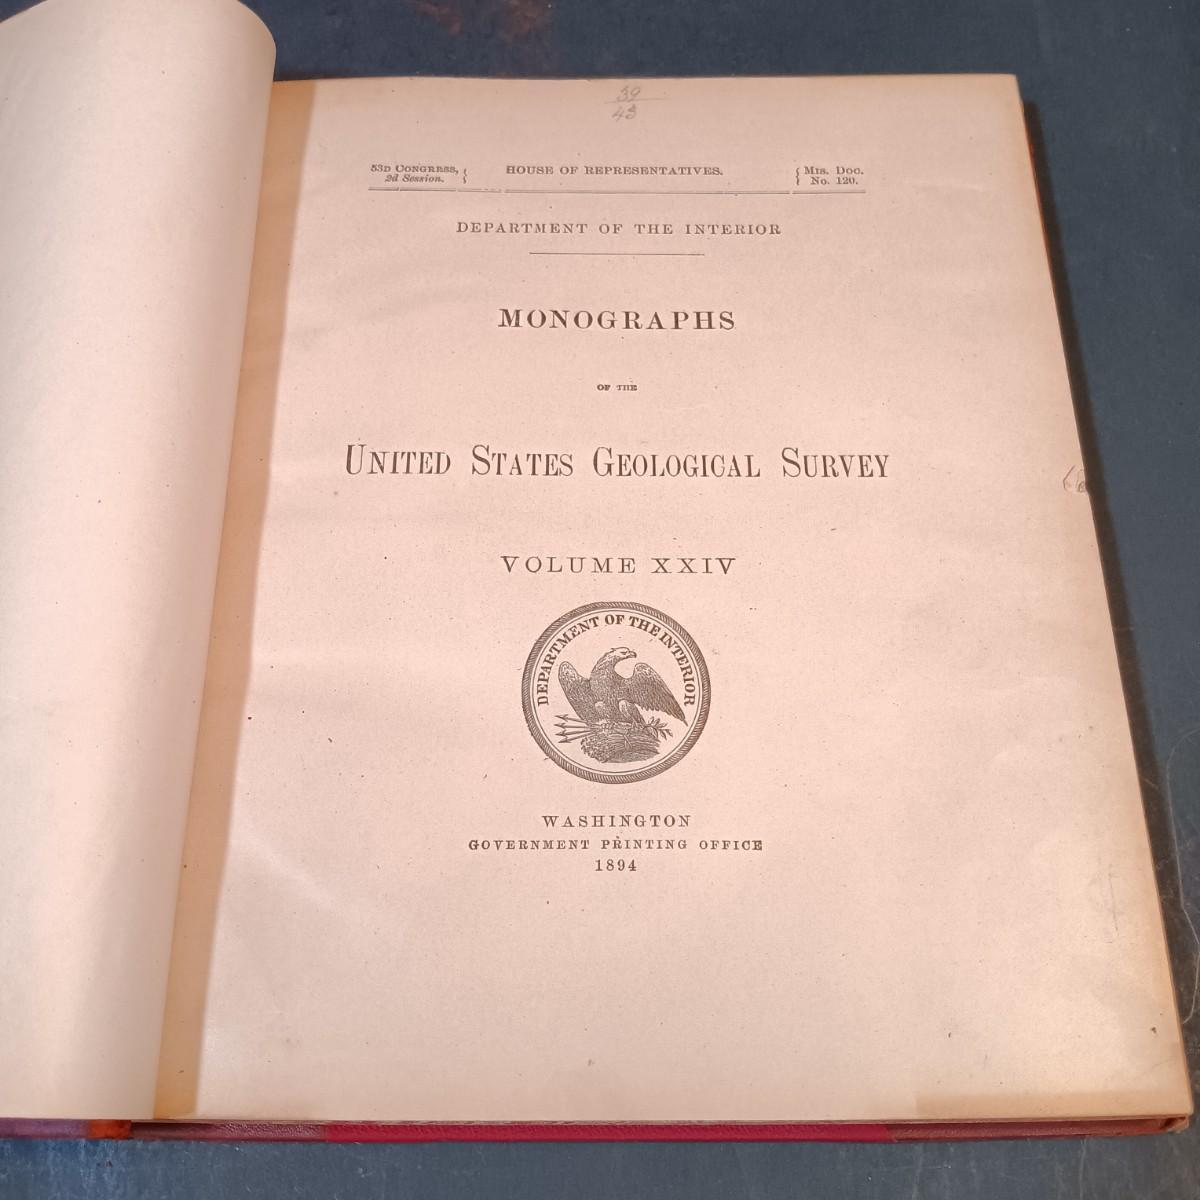 39
43
53D CONGRESS, HOUSE OF REPRESENTATIVES. MIS. DOC.
2d Session. No. 120.
DEPARTMENT OF THE INTERIOR
MONOGRAPHS
OF THE
UNITED STATES GEOLOGICAL SURVEY
VOLUME XXIV
DEPARTMENT OF THE INTERIOR
WASHINGTON
GOVERNMENT PRINTING OFFICE
1894